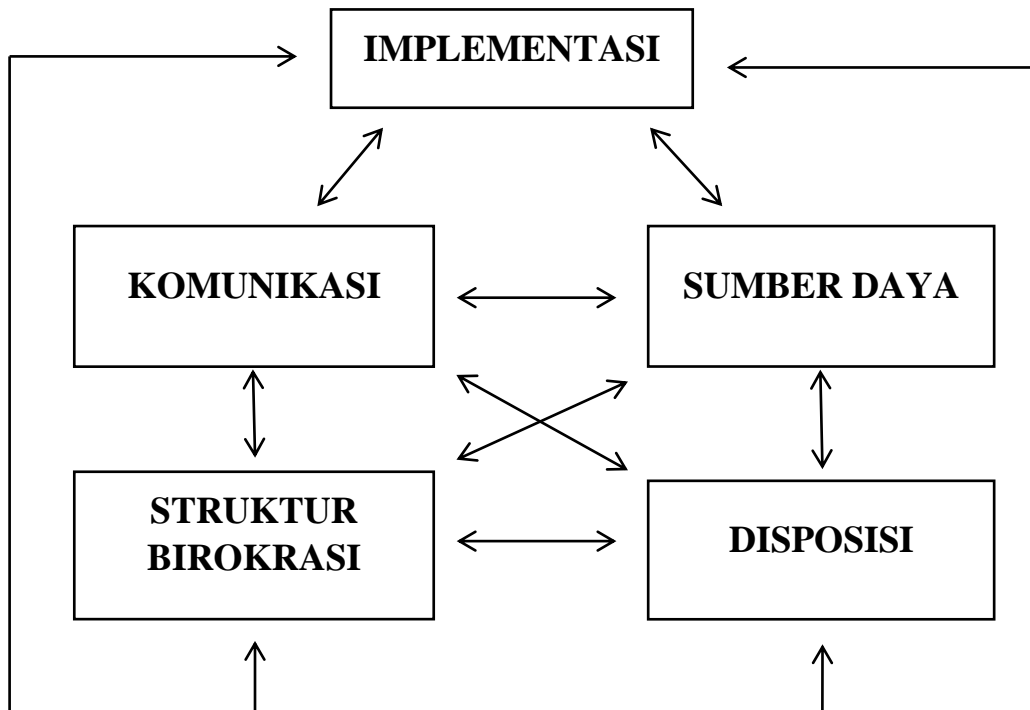 IMPLEMENTASI
KOMUNIKASI
SUMBER DAYA
STRUKTUR
BIROKRASI
DISPOSISI